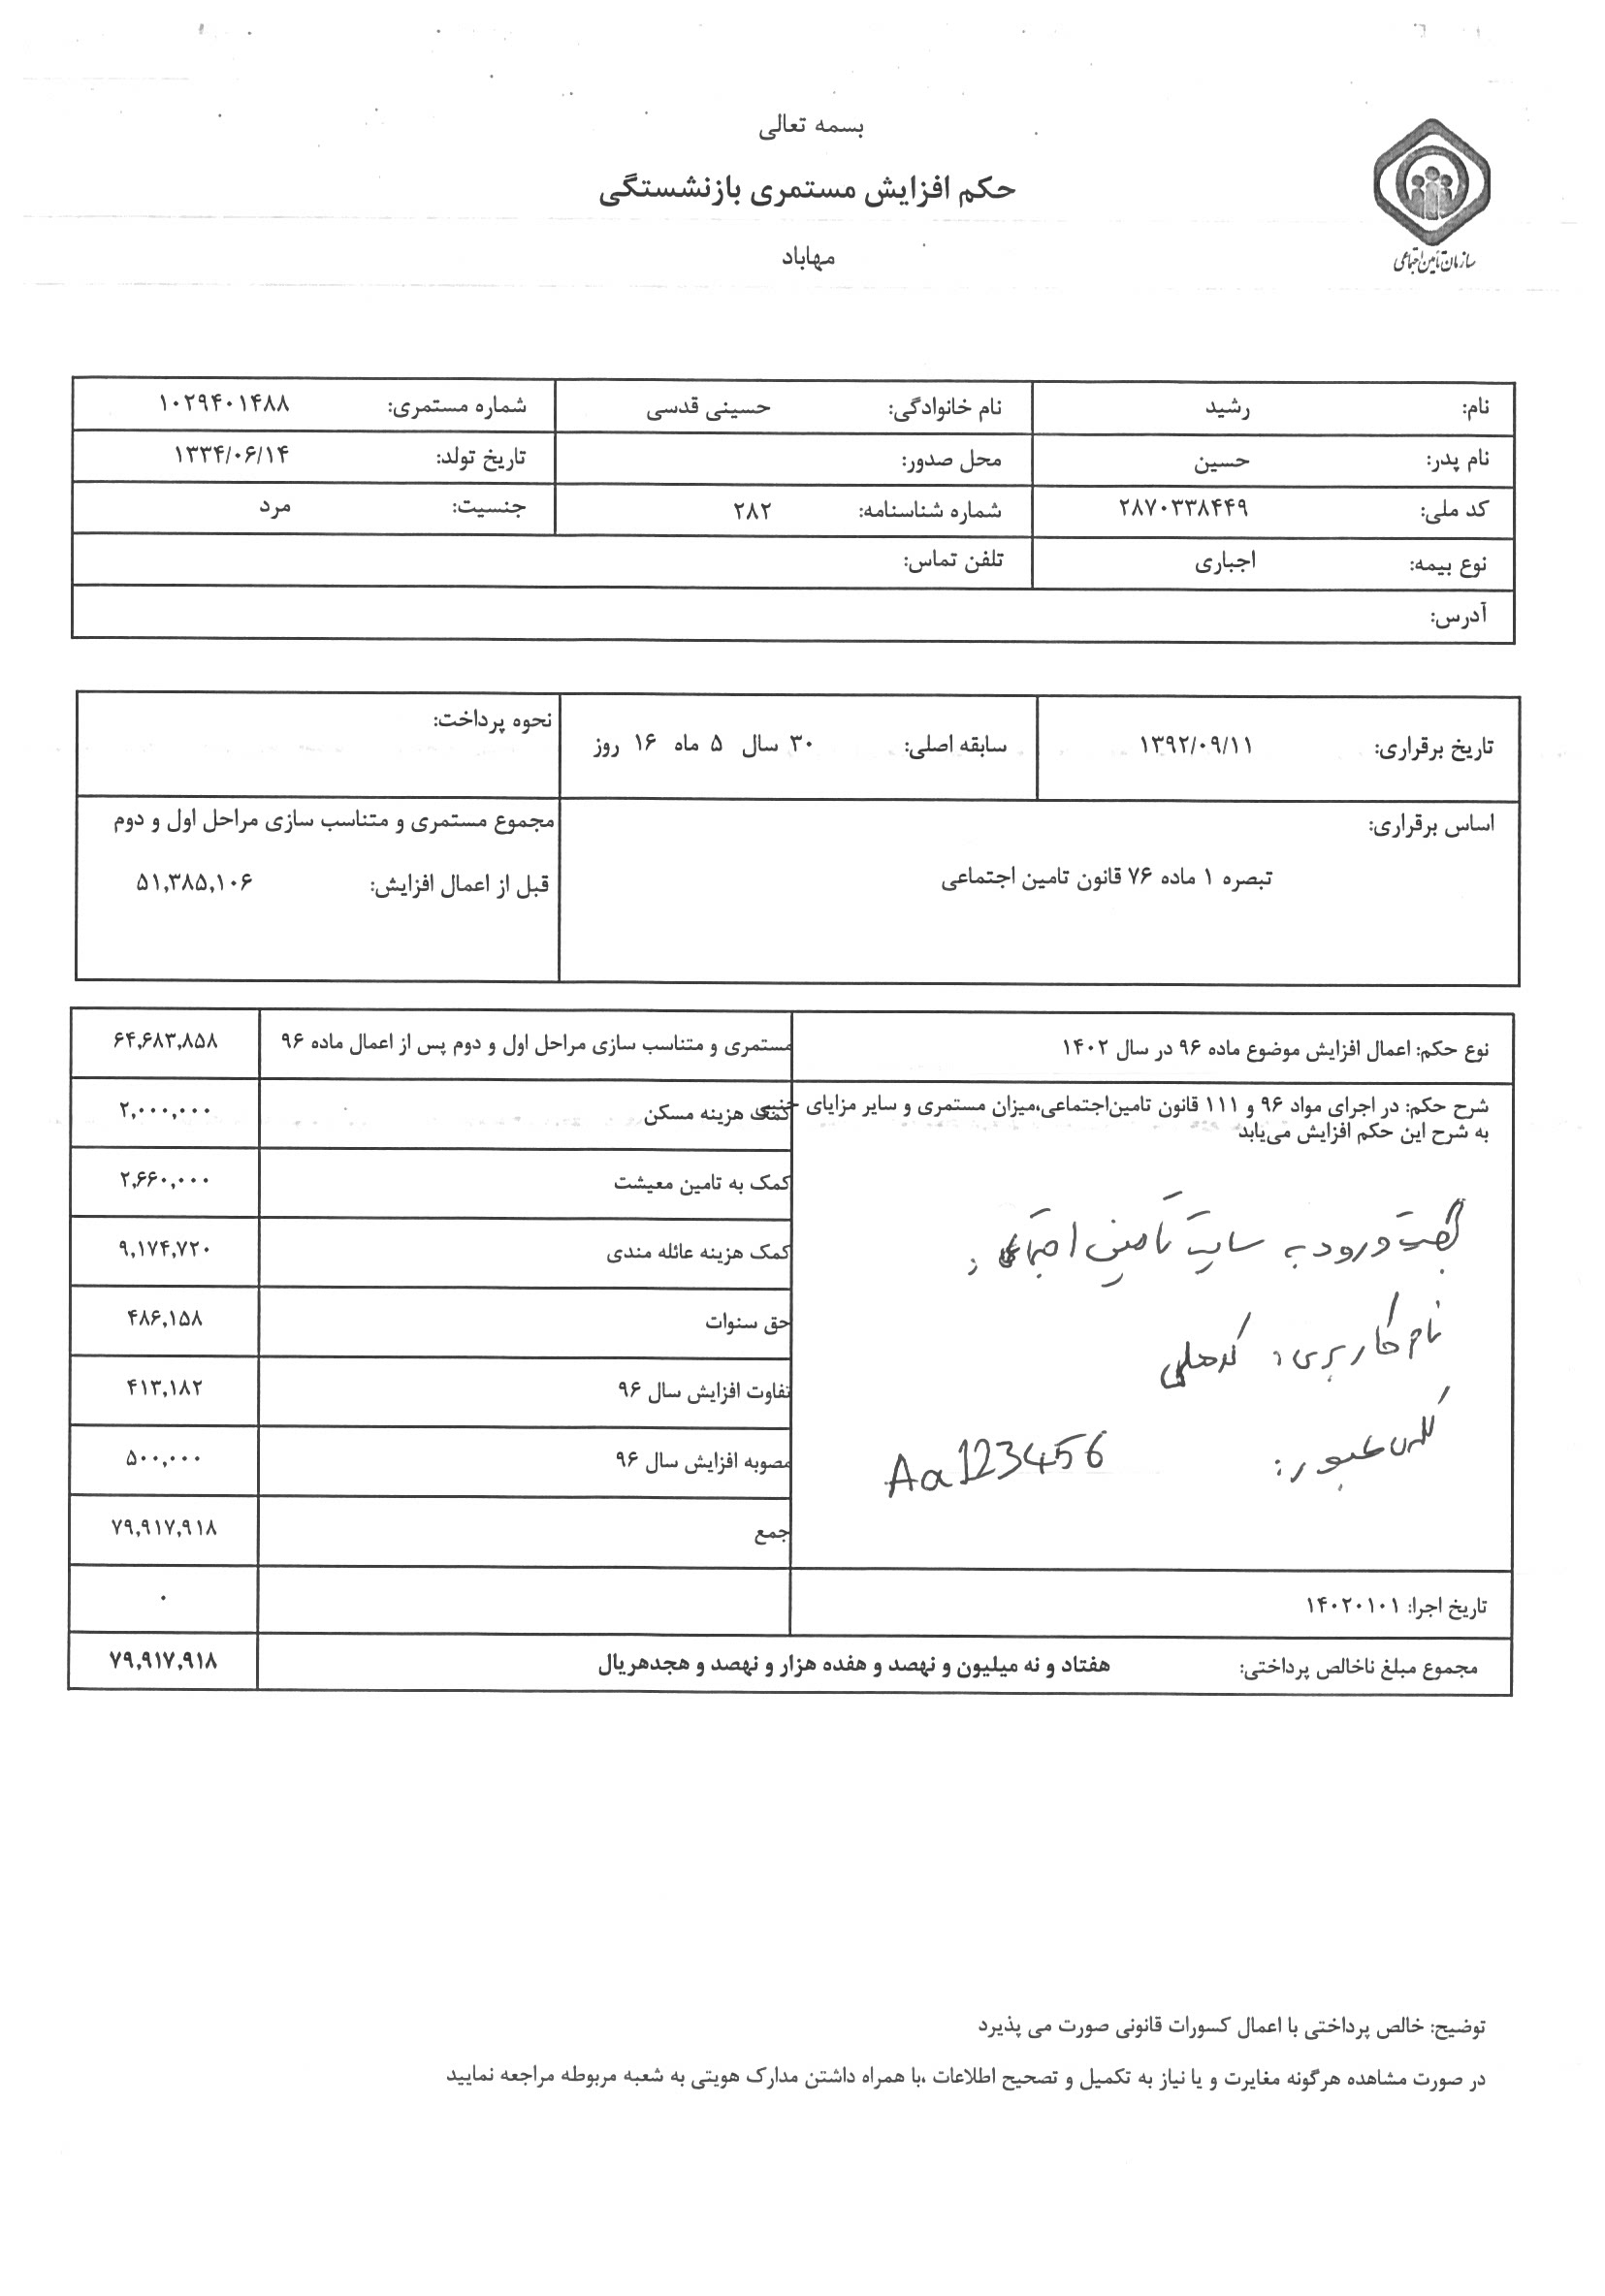 بسمه تعالی
حکم افزایش مستمری بازنشستگی
مهاباد
سازمان تأمین اجتماعی
نام: رشید نام خانوادگی: حسینی قدسی شماره مستمری: ۱۰۲۹۴۰۱۴۸۸
نام پدر: حسین محل صدور: تاریخ تولد: ۱۳۳۴/۰۶/۱۴
کد ملی: ۲۸۷۰۳۳۸۴۴۹ شماره شناسنامه: ۲۸۲ جنسیت: مرد
نوع بیمه: اجباری تلفن تماس:
آدرس:
تاریخ برقراری: ۱۳۹۲/۰۹/۱۱ سابقه اصلی: ۳۰ سال ۵ ماه ۱۶ روز نحوه پرداخت:
اساس برقراری:
تبصره ۱ ماده ۷۶ قانون تامین اجتماعی
مجموع مستمری و متناسب سازی مراحل اول و دوم
قبل از اعمال افزایش: ۵۱,۳۸۵,۱۰۶
نوع حکم: اعمال افزایش موضوع ماده ۹۶ در سال ۱۴۰۲
شرح حکم: در اجرای مواد ۹۶ و ۱۱۱ قانون تامین‌اجتماعی،میزان مستمری و سایر مزایای جنبی
به شرح این حکم افزایش می‌یابد
جهت ورود به سایت تامین اجتماعی:
نام کاربری: کدملی
کلمه عبور: Aa123456
مستمری و متناسب سازی مراحل اول و دوم پس از اعمال ماده ۹۶ ۶۴,۶۸۳,۸۵۸
کمک هزینه مسکن ۲,۰۰۰,۰۰۰
کمک به تامین معیشت ۲,۶۶۰,۰۰۰
کمک هزینه عائله مندی ۹,۱۷۴,۷۲۰
حق سنوات ۴۸۶,۱۵۸
تفاوت افزایش سال ۹۶ ۴۱۳,۱۸۲
مصوبه افزایش سال ۹۶ ۵۰۰,۰۰۰
جمع ۷۹,۹۱۷,۹۱۸
تاریخ اجرا: ۱۴۰۲۰۱۰۱ ۰
مجموع مبلغ ناخالص پرداختی: هفتاد و نه میلیون و نهصد و هفده هزار و نهصد و هجدهریال ۷۹,۹۱۷,۹۱۸
توضیح: خالص پرداختی با اعمال کسورات قانونی صورت می پذیرد
در صورت مشاهده هرگونه مغایرت و یا نیاز به تکمیل و تصحیح اطلاعات ،با همراه داشتن مدارک هویتی به شعبه مربوطه مراجعه نمایید